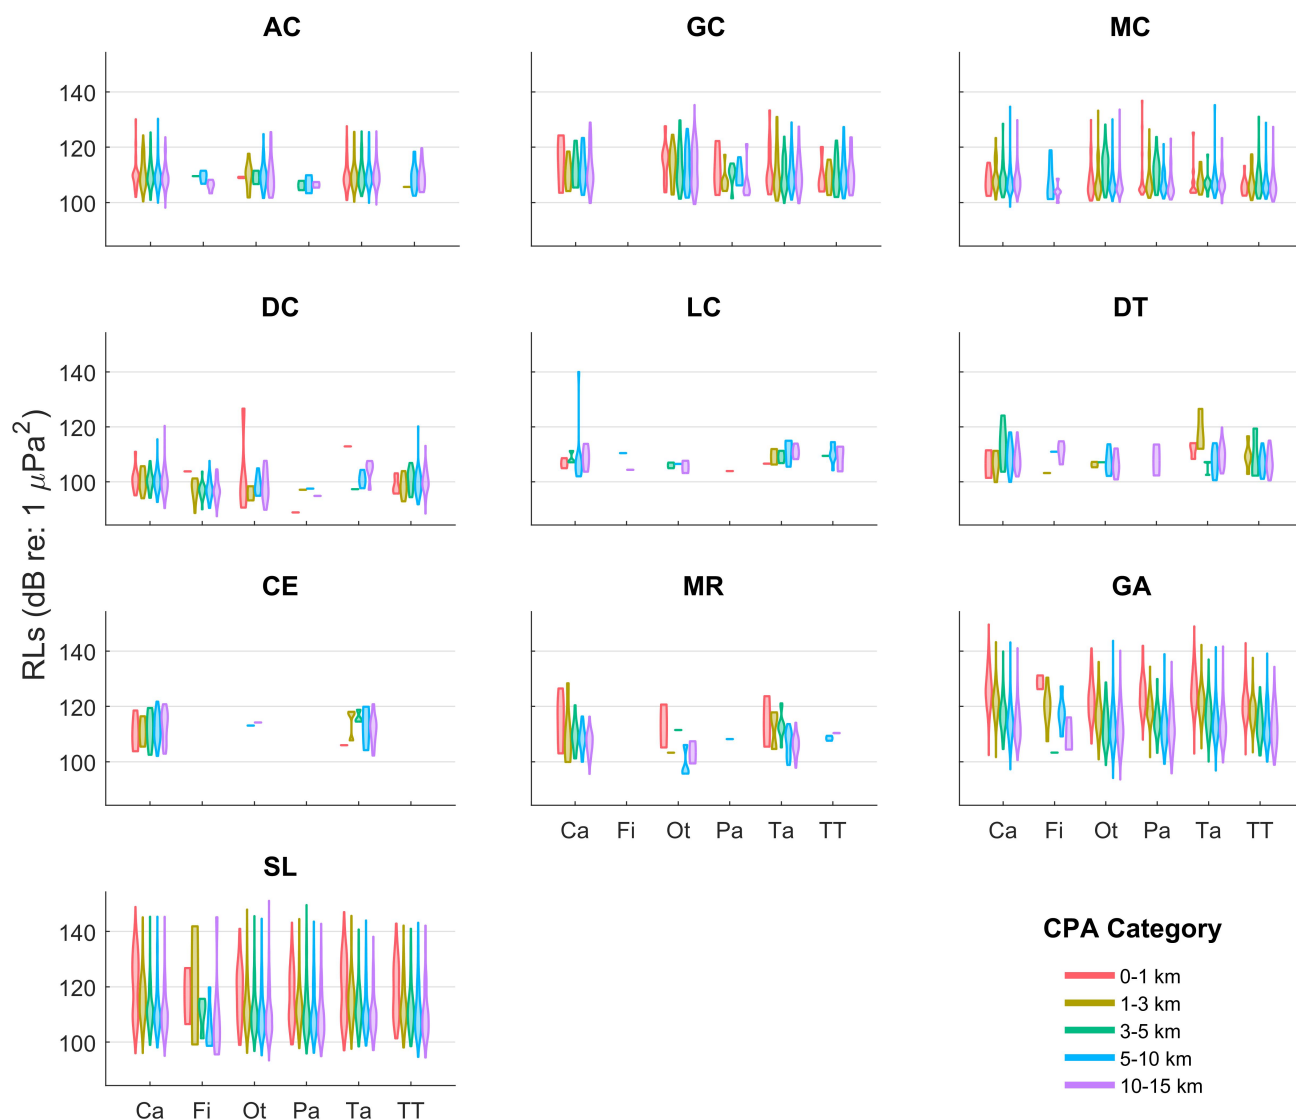 AC GC MC
140
120
100
DC LC DT
140
120
100
RLs (dB re: 1 μPa²)
CE MR GA
140
120
100
Ca Fi Ot Pa Ta TT Ca Fi Ot Pa Ta TT
SL
140
120
100
Ca Fi Ot Pa Ta TT
CPA Category
0-1 km
1-3 km
3-5 km
5-10 km
10-15 km